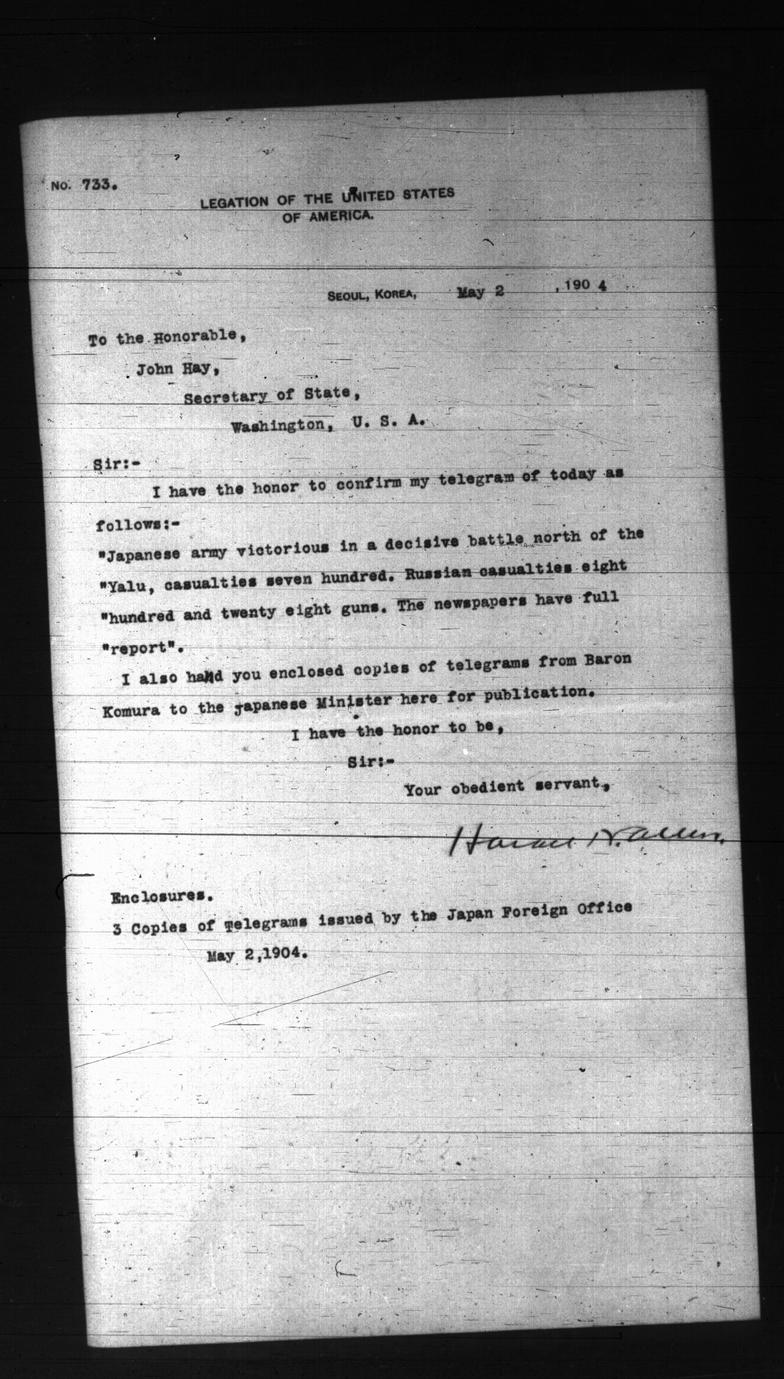 No. 733.
LEGATION OF THE UNITED STATES
OF AMERICA.
SEOUL, KOREA, May 2 , 1904
To the Honorable,
John Hay,
Secretary of State,
Washington, U. S. A.
Sir:-
I have the honor to confirm my telegram of today as
follows:-
"Japanese army victorious in a decisive battle north of the
"Yalu, casualties seven hundred. Russian casualties eight
"hundred and twenty eight guns. The newspapers have full
"report".
I also hand you enclosed copies of telegrams from Baron
Komura to the Japanese Minister here for publication.
I have the honor to be,
Sir:-
Your obedient servant,
Horace N. Allen.
Enclosures.
3 Copies of Telegrams issued by the Japan Foreign Office
May 2,1904.